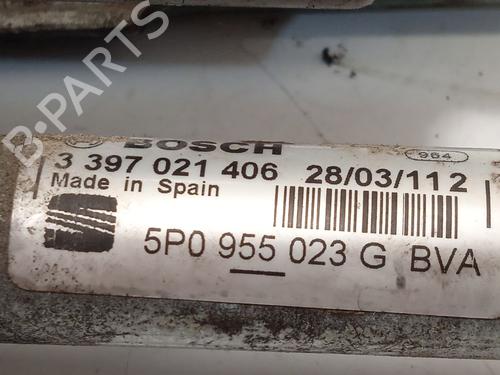 BOSCH
964
3 397 021 406 28/03/11 2
Made in Spain
5P0 955 023 G BVA
B-PARTS